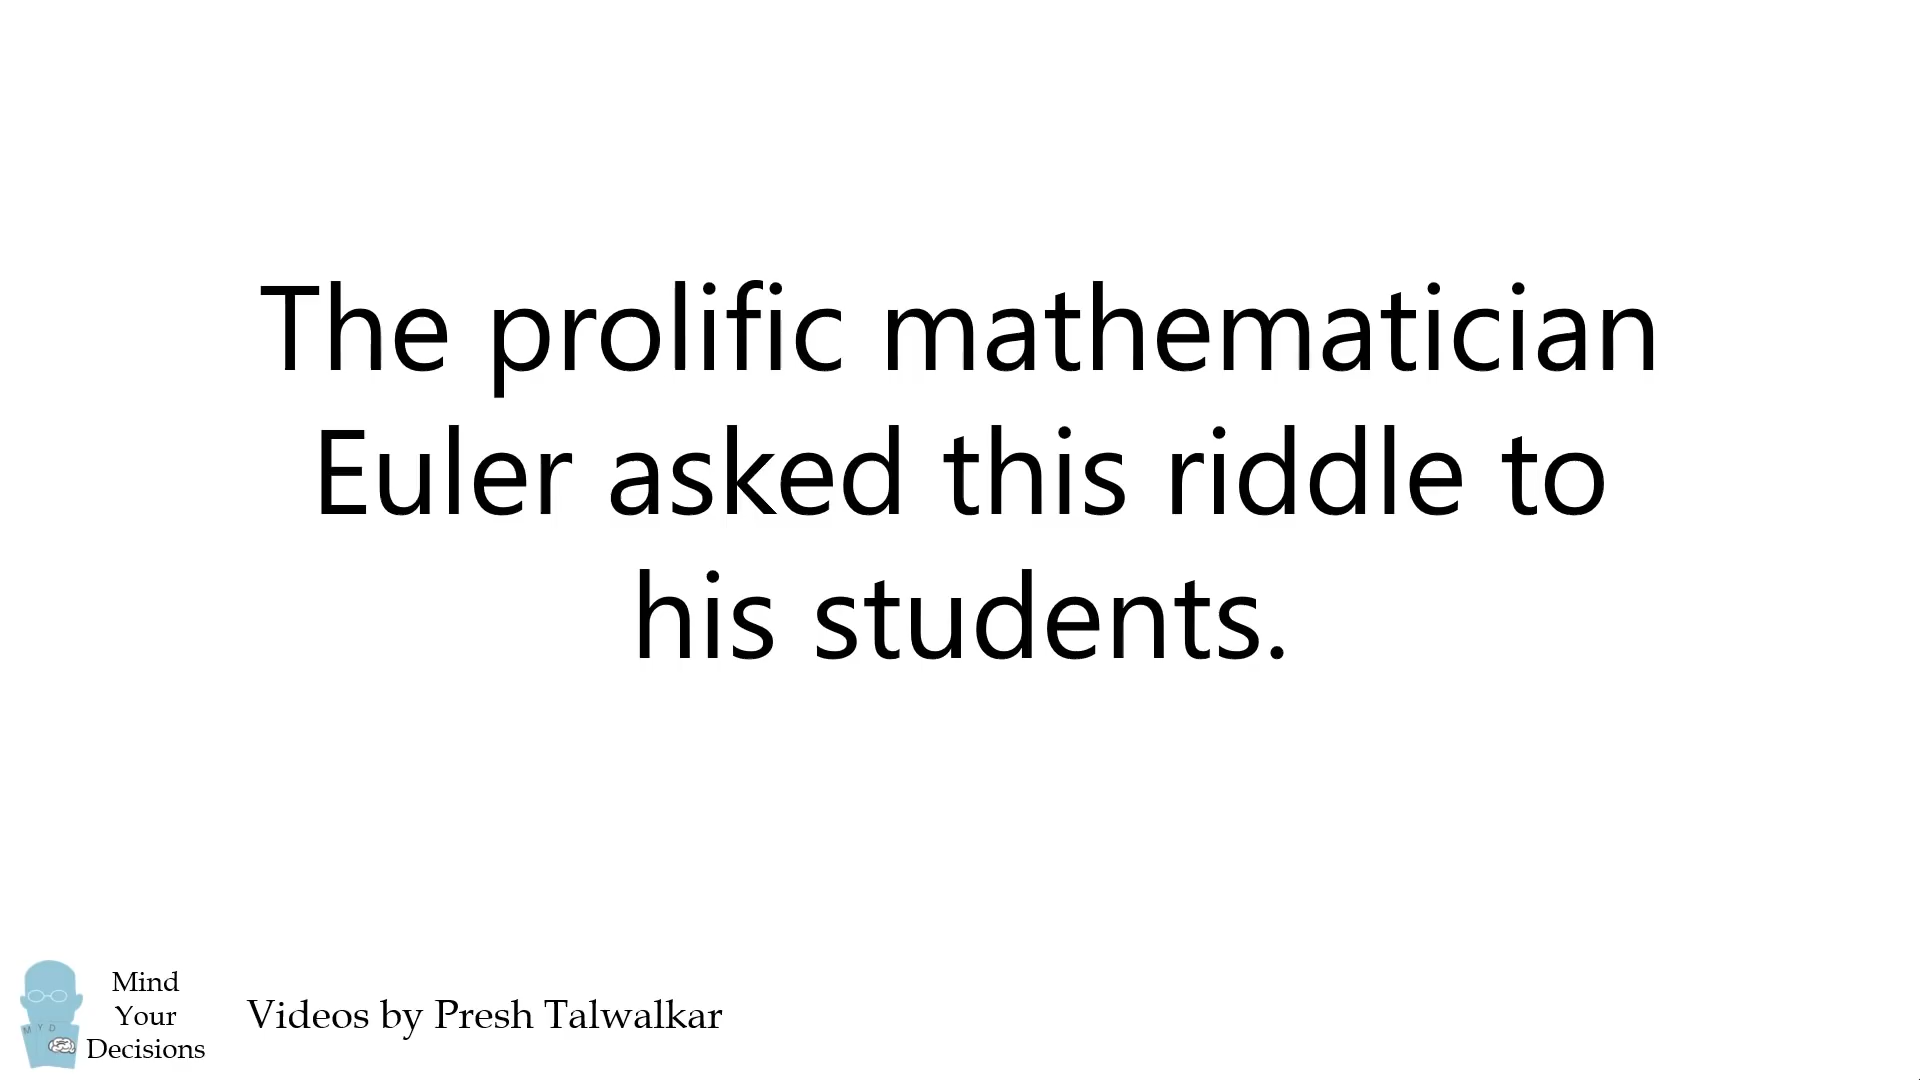 The prolific mathematician
Euler asked this riddle to
his students.
M Y D
Mind
Your
Decisions
Videos by Presh Talwalkar